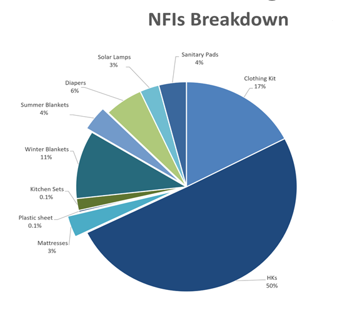 NFIs Breakdown
Sanitary Pads
4%
Solar Lamps
3%
Clothing Kit
17%
Diapers
6%
Summer Blankets
4%
Winter Blankets
11%
Kitchen Sets
0.1%
Plastic sheet
0.1%
Mattresses
3%
HKs
50%